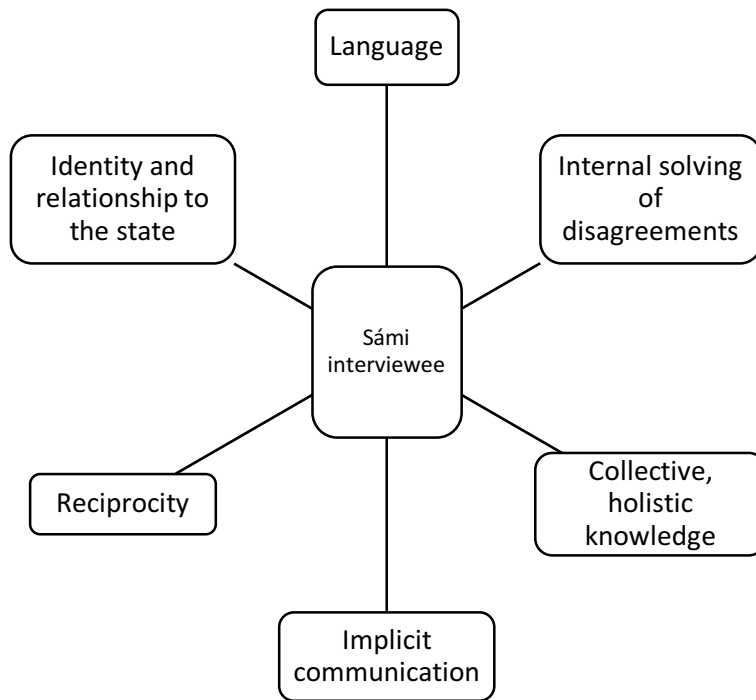 Language
Identity and
relationship to
the state
Internal solving
of
disagreements
Sámi
interviewee
Reciprocity
Collective,
holistic
knowledge
Implicit
communication